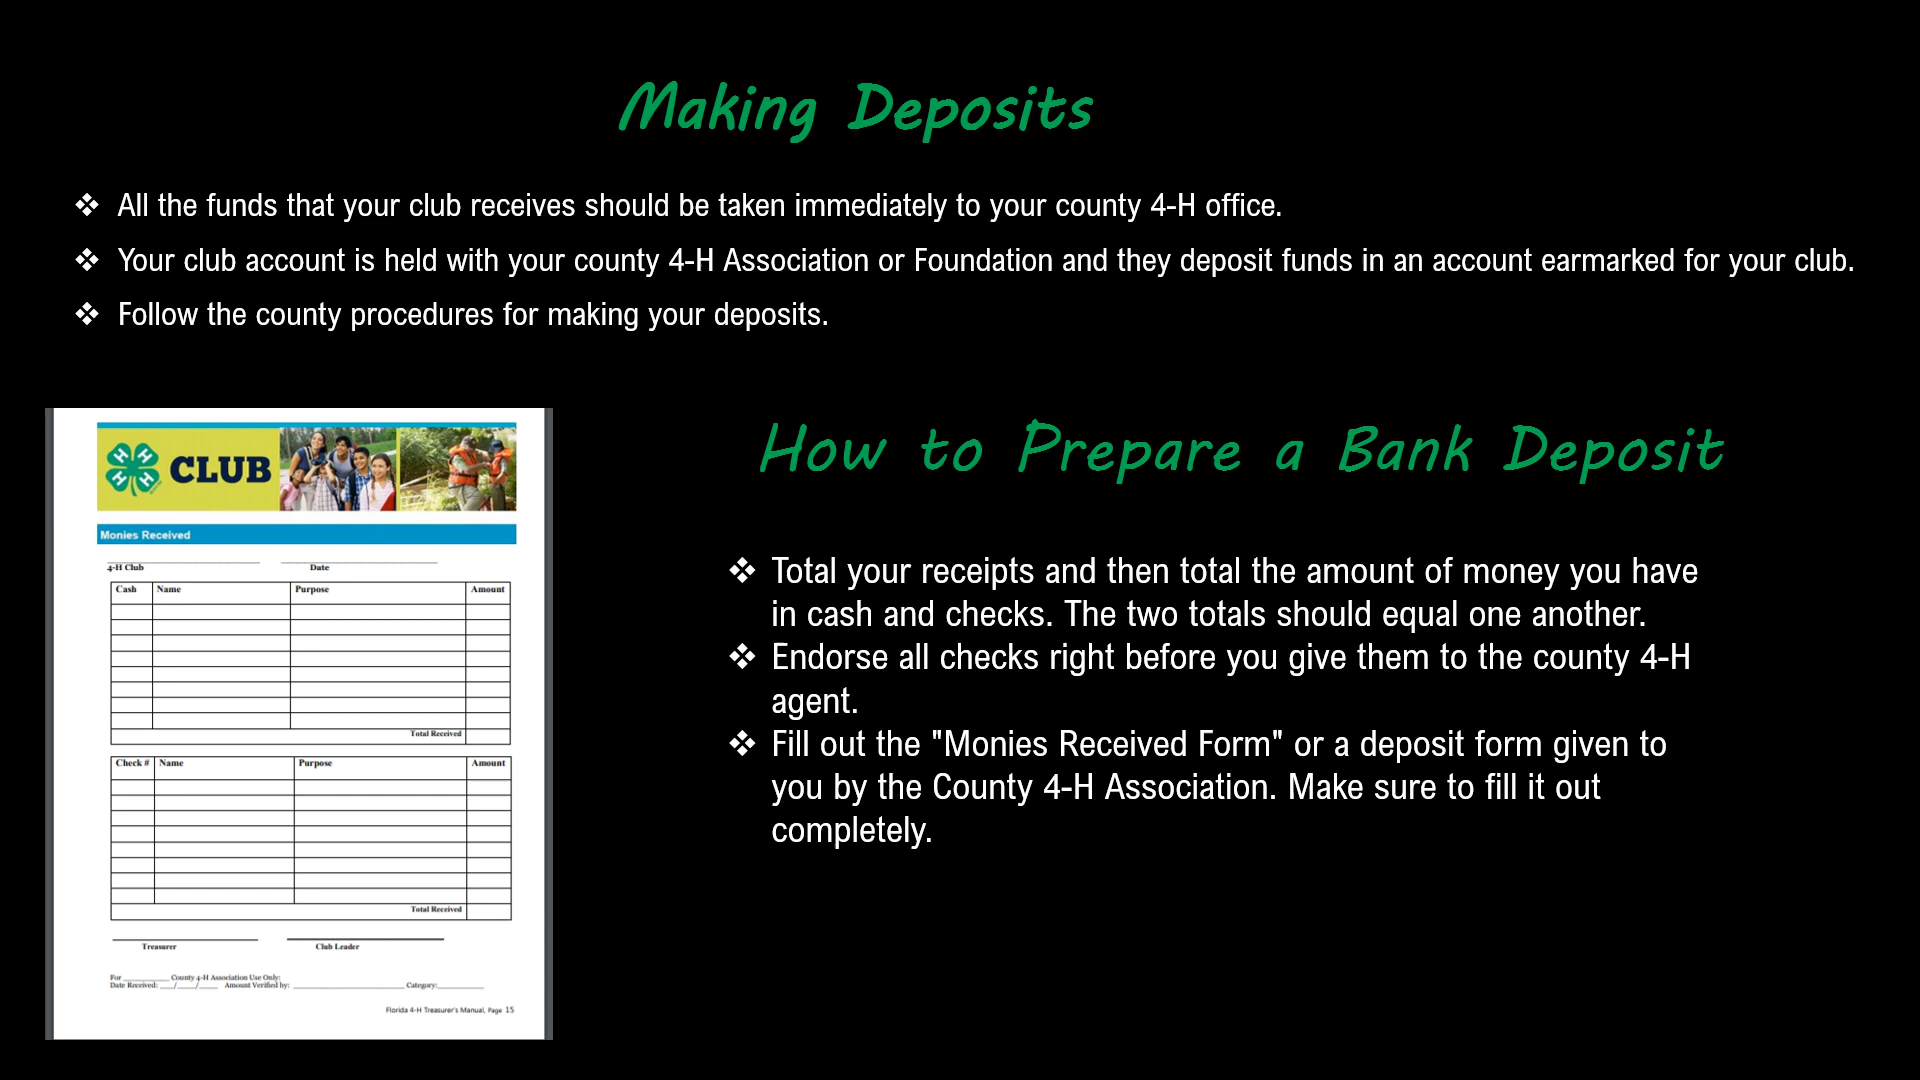 Making Deposits
❖ All the funds that your club receives should be taken immediately to your county 4-H office.
❖ Your club account is held with your county 4-H Association or Foundation and they deposit funds in an account earmarked for your club.
❖ Follow the county procedures for making your deposits.
H H H H CLUB
Monies Received
4-H Club Date
Cash Name Purpose Amount
Total Received
Check # Name Purpose Amount
Total Received
Treasurer Club Leader
For ___________ County 4-H Association Use Only:
Date Received: ___/____/_____ Amount Verified by: __________________________ Category:___________
Florida 4-H Treasurer's Manual, Page 15
How to Prepare a Bank Deposit
❖ Total your receipts and then total the amount of money you have
in cash and checks. The two totals should equal one another.
❖ Endorse all checks right before you give them to the county 4-H
agent.
❖ Fill out the "Monies Received Form" or a deposit form given to
you by the County 4-H Association. Make sure to fill it out
completely.